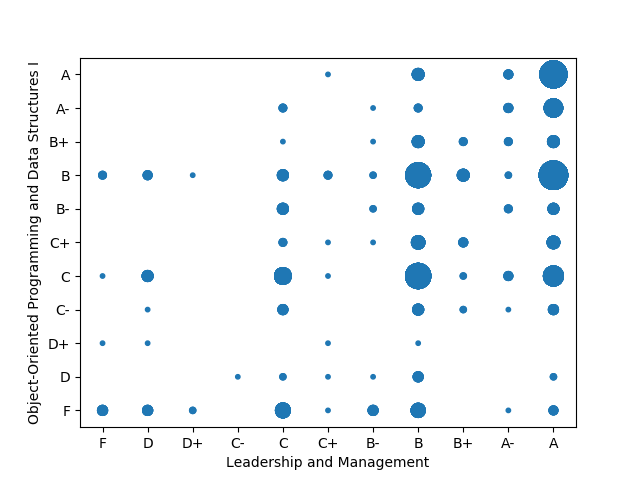 Object-Oriented Programming and Data Structures I
A
A-
B+
B
B-
C+
C
C-
D+
D
F
F D D+ C- C C+ B- B B+ A- A
Leadership and Management